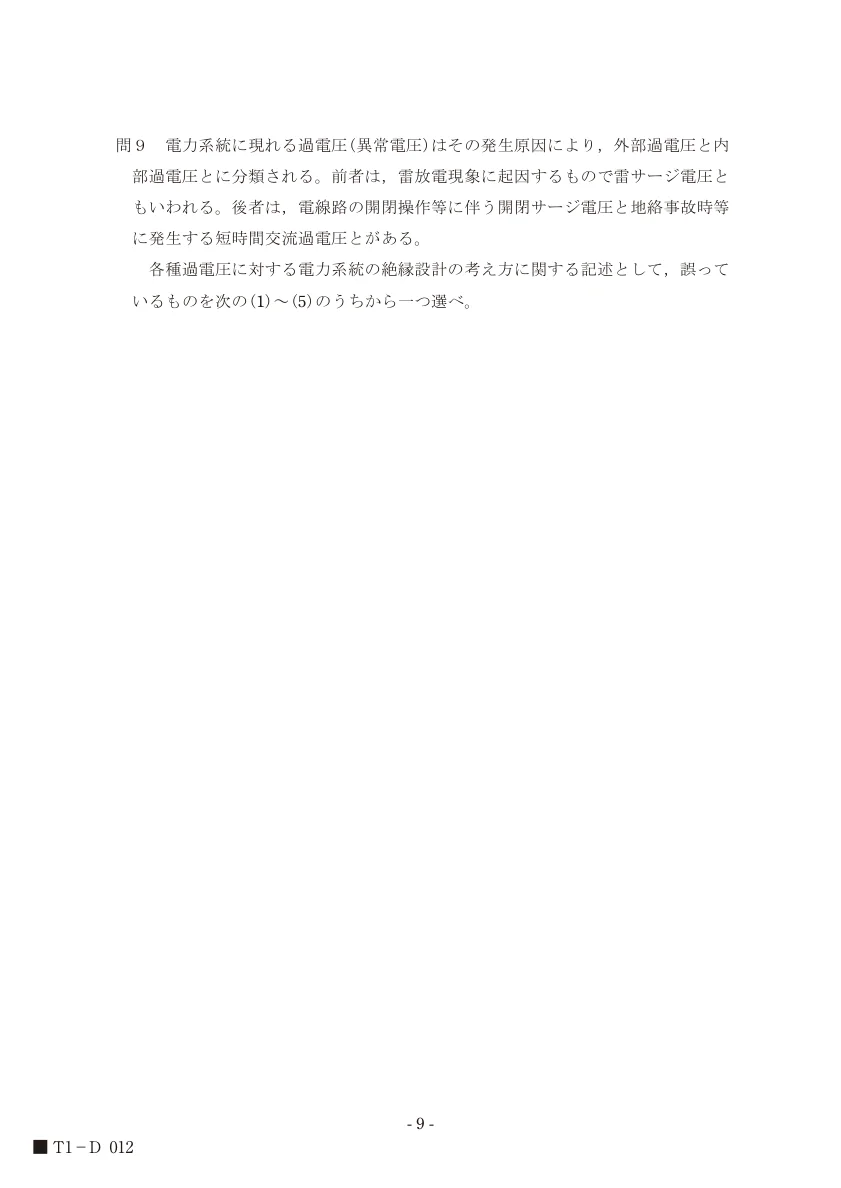 問９　電力系統に現れる過電圧(異常電圧)はその発生原因により，外部過電圧と内
部過電圧とに分類される。前者は，雷放電現象に起因するもので雷サージ電圧と
もいわれる。後者は，電線路の開閉操作等に伴う開閉サージ電圧と地絡事故時等
に発生する短時間交流過電圧とがある。
各種過電圧に対する電力系統の絶縁設計の考え方に関する記述として，誤って
いるものを次の(1)～(5)のうちから一つ選べ。
- 9 -
■ T1－D 012